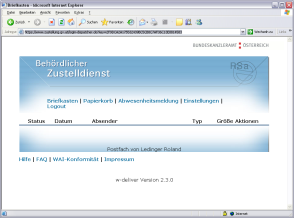 Briefkasten - Microsoft Internet Explorer
Datei Bearbeiten Ansicht Favoriten Extras ?
Zurück Suchen Favoriten
Adresse Wechseln zu Links
BUNDESKANZLERAMT ÖSTERREICH
Behördlicher
Zustelldienst
RSa
Briefkasten | Papierkorb | Abwesenheitsmeldung | Einstellungen |
Logout
Status Datum Absender Typ Größe Aktionen
Postfach von Ledinger Roland
Hilfe | FAQ | WAI-Konformität | Impressum
w-deliver Version 2.3.0
Internet